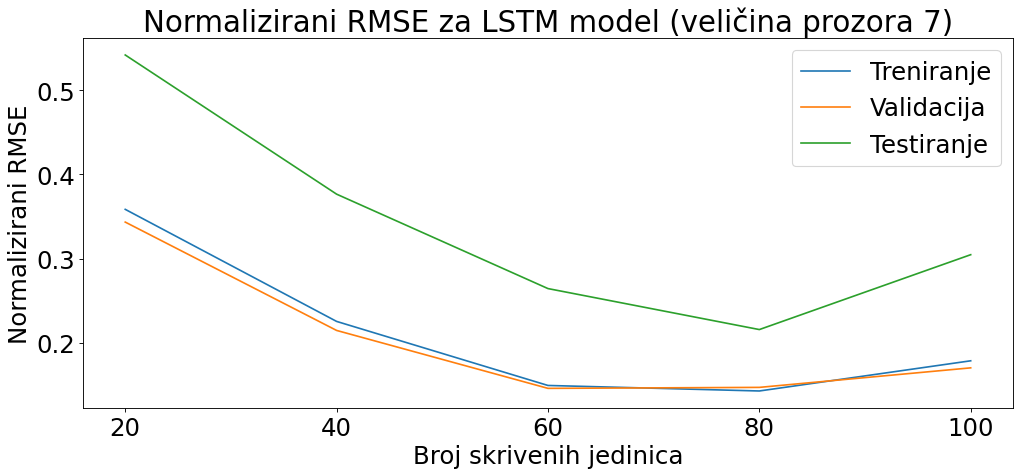 Normalizirani RMSE za LSTM model (veličina prozora 7)
Normalizirani RMSE
0.5
0.4
0.3
0.2
Treniranje
Validacija
Testiranje
20 40 60 80 100
Broj skrivenih jedinica